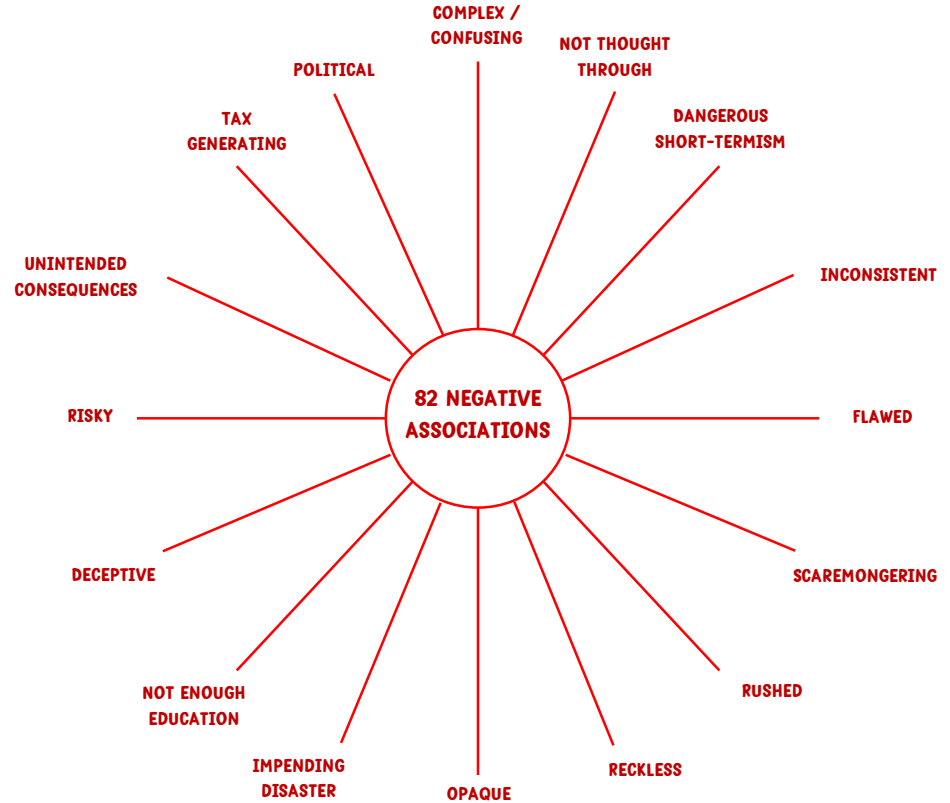 COMPLEX /
CONFUSING
NOT THOUGHT
THROUGH
POLITICAL
DANGEROUS
SHORT-TERMISM
TAX
GENERATING
UNINTENDED
CONSEQUENCES
INCONSISTENT
82 NEGATIVE
ASSOCIATIONS
RISKY
FLAWED
DECEPTIVE
SCAREMONGERING
NOT ENOUGH
EDUCATION
RUSHED
IMPENDING
DISASTER
RECKLESS
OPAQUE